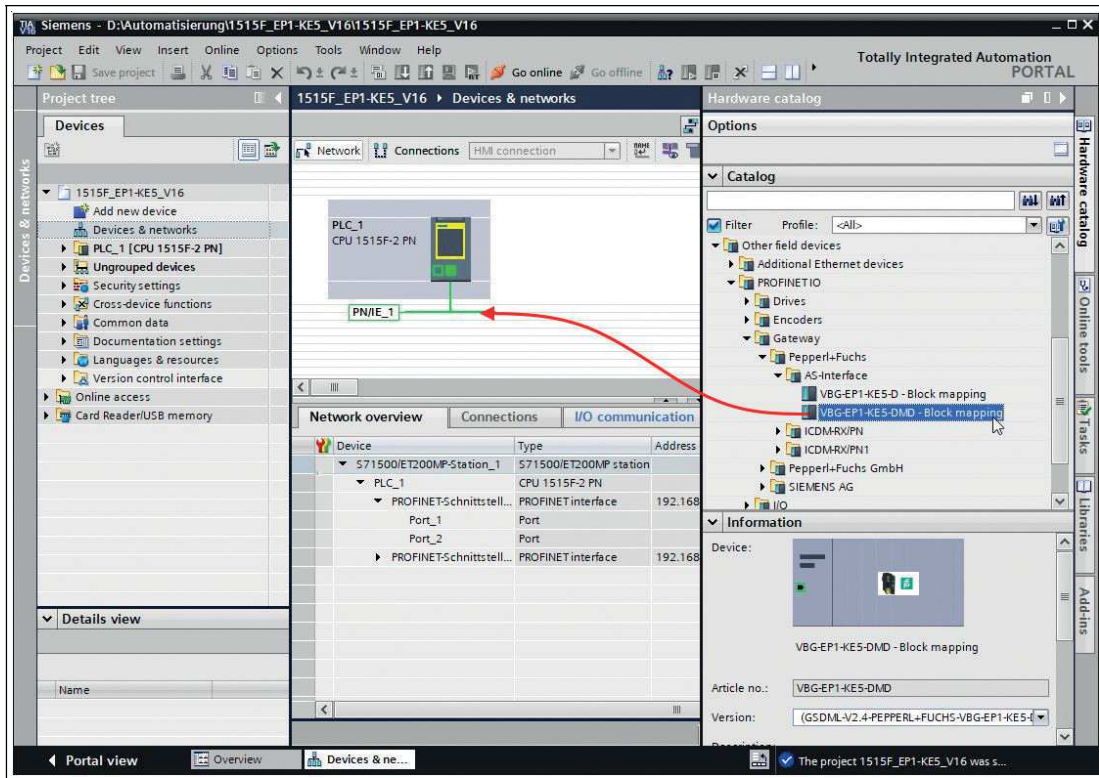 Siemens - D:\Automatisierung\1515F_EP1-KE5_V16\1515F_EP1-KE5_V16
Project Edit View Insert Online Options Tools Window Help
Totally Integrated Automation
PORTAL
Save project
Go online
Go offline
Project tree
Devices
Devices & networks
1515F_EP1-KE5_V16
Add new device
Devices & networks
PLC_1 [CPU 1515F-2 PN]
Ungrouped devices
Security settings
Cross-device functions
Common data
Documentation settings
Languages & resources
Version control interface
Online access
Card Reader/USB memory
Details view
Name
1515F_EP1-KE5_V16 Devices & networks
Network Connections HMI connection
PLC_1
CPU 1515F-2 PN
PN/IE_1
Network overview Connections I/O communication
Device Type Address
S71500/ET200MP-Station_1 S71500/ET200MP station
PLC_1 CPU 1515F-2 PN
PROFINET-Schnittstell... PROFINET interface 192.168
Port_1 Port
Port_2 Port
PROFINET-Schnittstell... PROFINET interface 192.168
Hardware catalog
Options
Catalog
Filter Profile: <All>
Other field devices
Additional Ethernet devices
PROFINET IO
Drives
Encoders
Gateway
Pepperl+Fuchs
AS-Interface
VBG-EP1-KE5-D - Block mapping
VBG-EP1-KE5-DMD - Block mapping
ICDM-RX/PN
ICDM-RX/PN1
Pepperl+Fuchs GmbH
SIEMENS AG
I/O
Information
Device:
VBG-EP1-KE5-DMD - Block mapping
Article no.: VBG-EP1-KE5-DMD
Version: (GSDML-V2.4-PEPPERL+FUCHS-VBG-EP1-KE5-
Hardware catalog
Online tools
Tasks
Libraries
Add-ins
Portal view
Overview
Devices & ne...
The project 1515F_EP1-KE5_V16 was s...